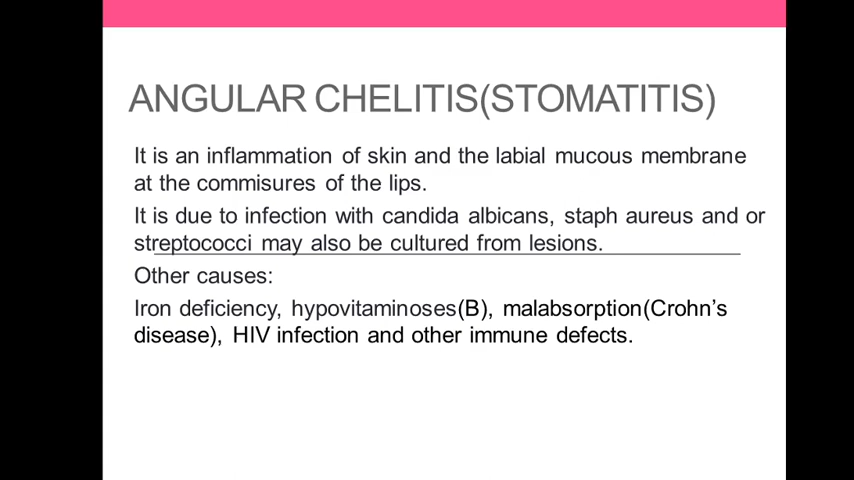 ANGULAR CHELITIS(STOMATITIS)
It is an inflammation of skin and the labial mucous membrane
at the commisures of the lips.
It is due to infection with candida albicans, staph aureus and or
streptococci may also be cultured from lesions.
Other causes:
Iron deficiency, hypovitaminoses(B), malabsorption(Crohn's
disease), HIV infection and other immune defects.